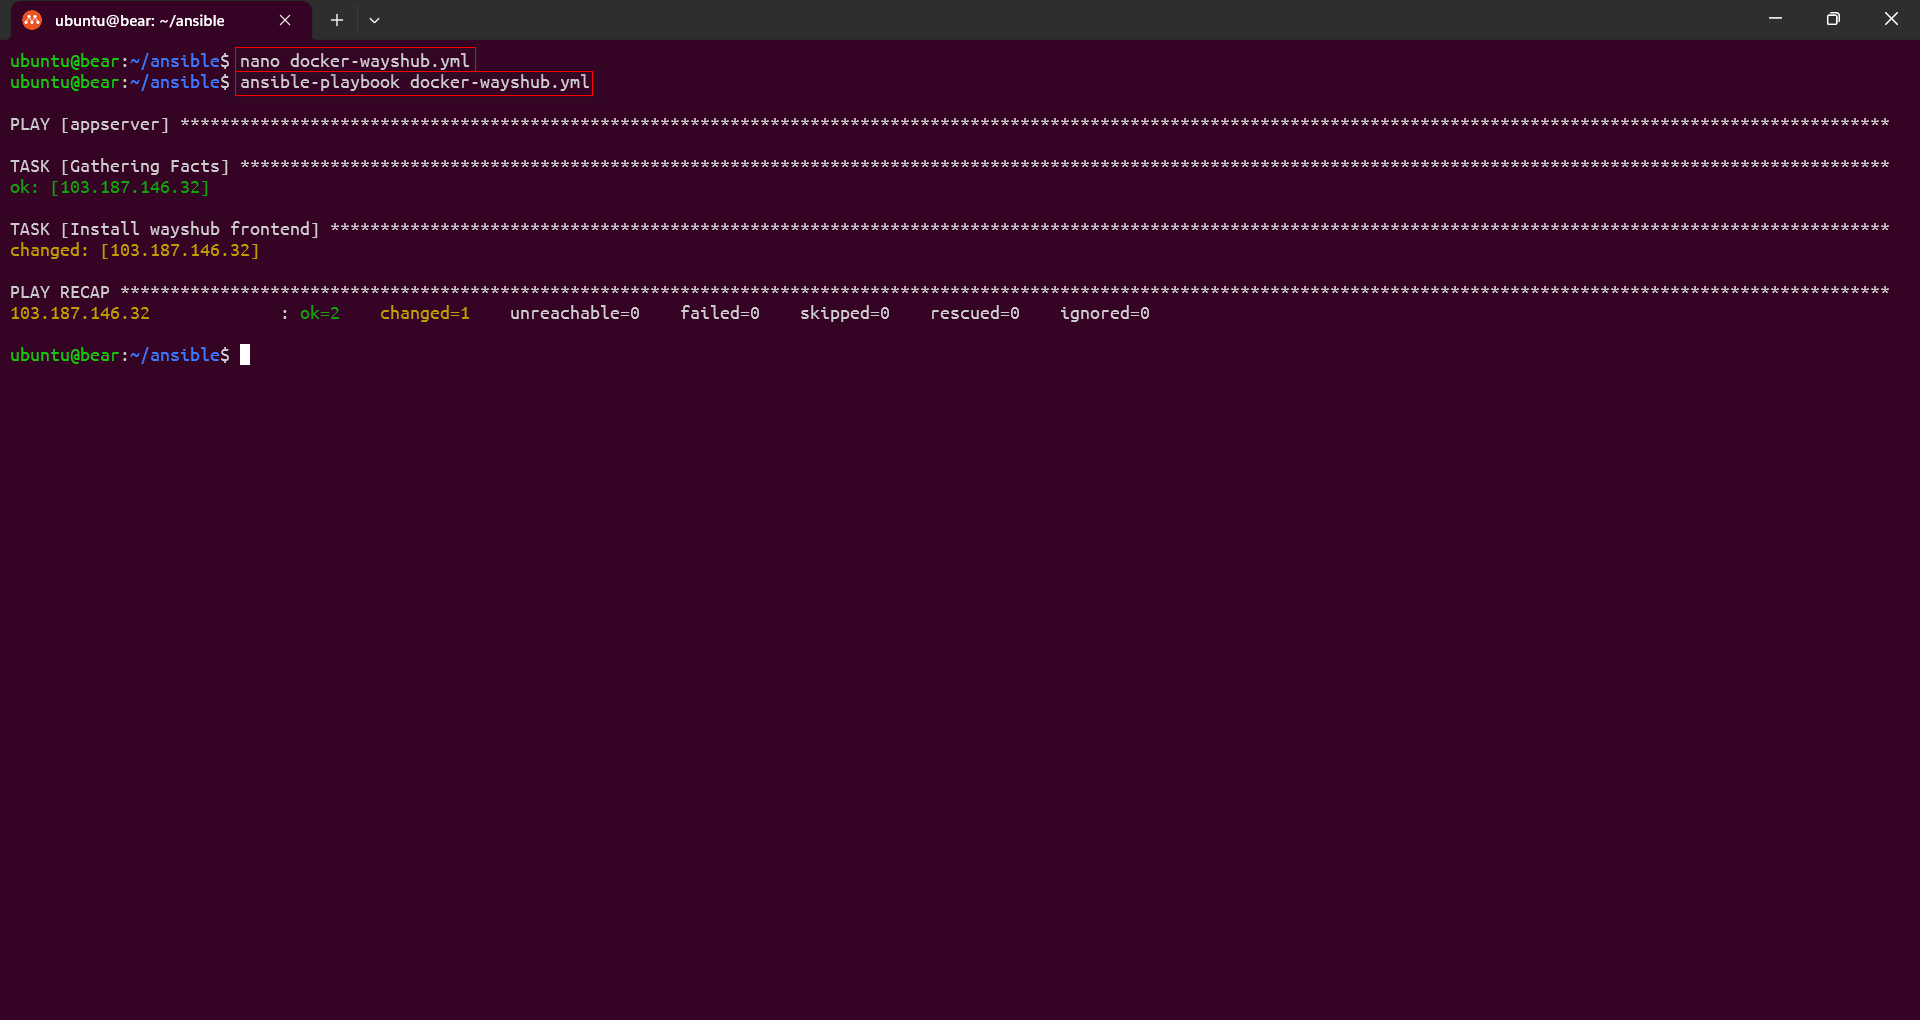 ubuntu@bear: ~/ansible
ubuntu@bear:~/ansible$ nano docker-wayshub.yml
ubuntu@bear:~/ansible$ ansible-playbook docker-wayshub.yml
PLAY [appserver] ***************************************************************************************************************************************************************************
TASK [Gathering Facts] *********************************************************************************************************************************************************************
ok: [103.187.146.32]
TASK [Install wayshub frontend] ************************************************************************************************************************************************************
changed: [103.187.146.32]
PLAY RECAP *********************************************************************************************************************************************************************************
103.187.146.32             : ok=2    changed=1    unreachable=0    failed=0    skipped=0    rescued=0    ignored=0
ubuntu@bear:~/ansible$